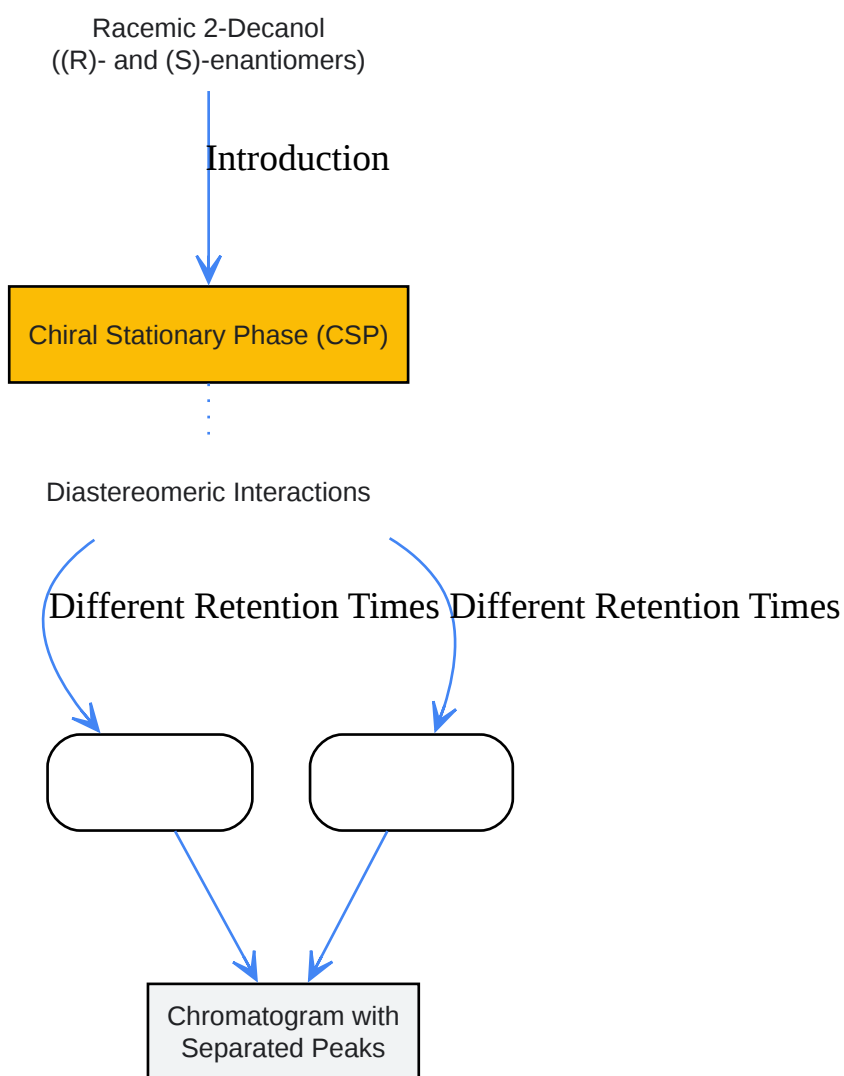 Racemic 2-Decanol
((R)- and (S)-enantiomers)
Introduction
Chiral Stationary Phase (CSP)
Diastereomeric Interactions
Different Retention Times
Different Retention Times
Chromatogram with
Separated Peaks